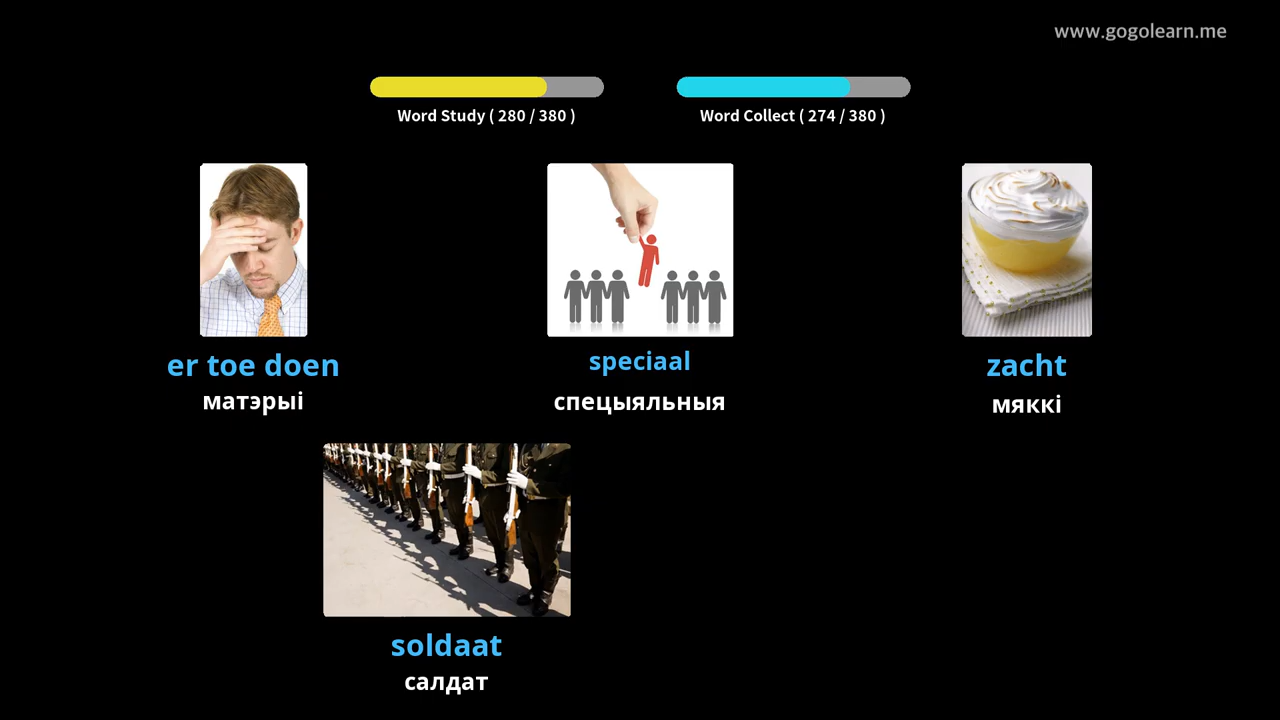 www.gogolearn.me
Word Study ( 280 / 380 )
Word Collect ( 274 / 380 )
er toe doen
матэрыі
speciaal
спецыяльныя
zacht
мяккі
soldaat
салдат